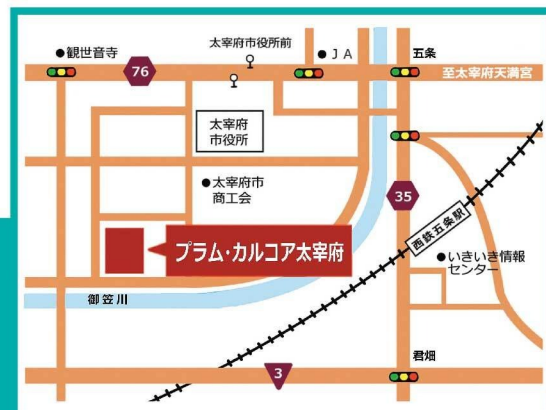 太宰府市役所前
●観世音寺
●ＪＡ
五条
76
至太宰府天満宮
太宰府
市役所
●太宰府市
商工会
35
西鉄五条駅
プラム・カルコア太宰府
●いきいき情報
センター
御笠川
君畑
3